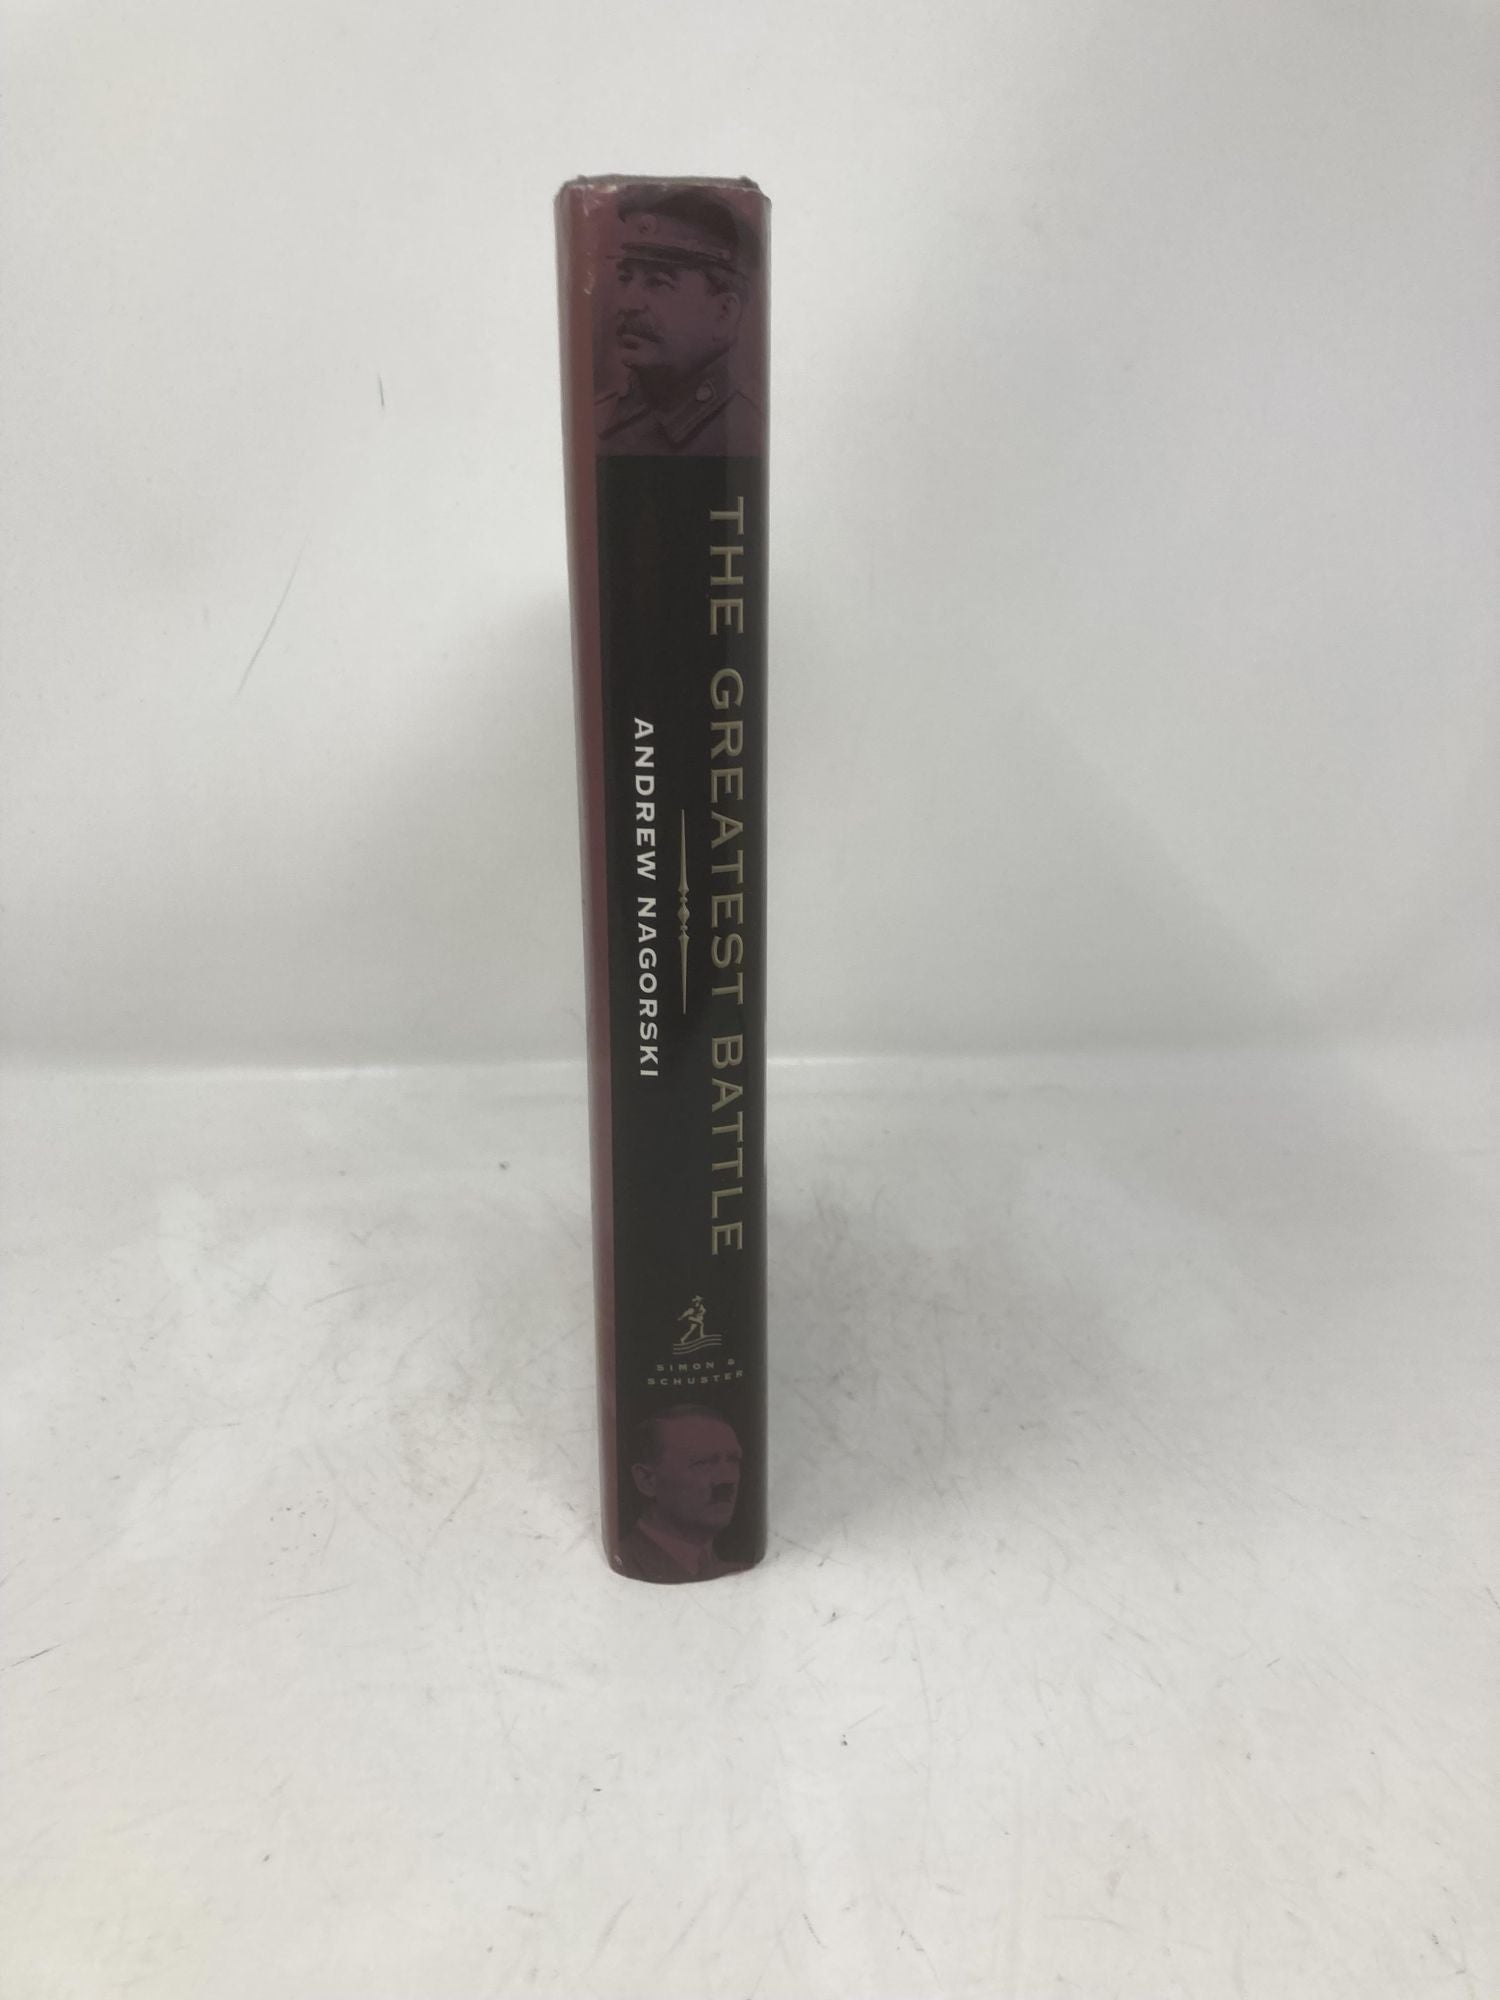 THE GREATEST BATTLE
ANDREW NAGORSKI
SIMON &
SCHUSTER